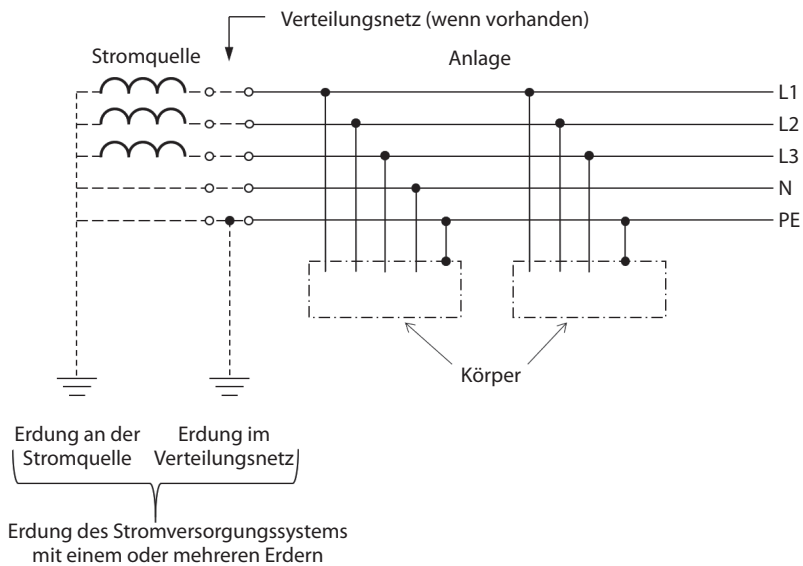 Verteilungsnetz (wenn vorhanden)
Stromquelle
Anlage
L1
L2
L3
N
PE
Körper
Erdung an der
Stromquelle
Erdung im
Verteilungsnetz
Erdung des Stromversorgungssystems
mit einem oder mehreren Erdern